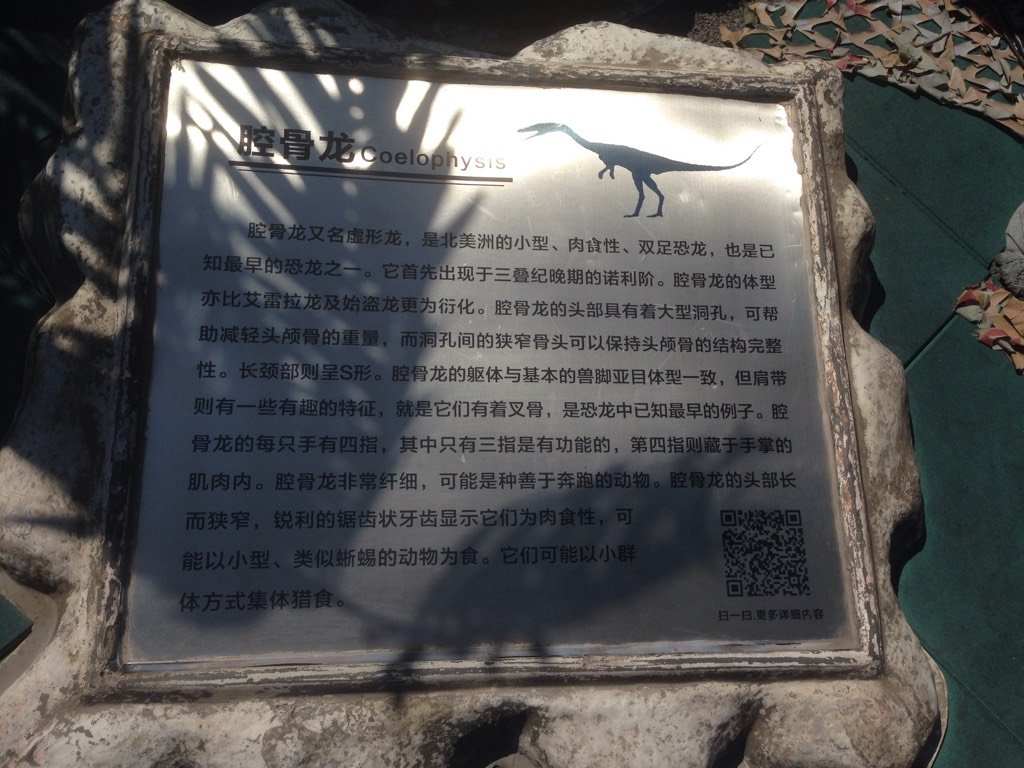 腔骨龙Coelophysis
腔骨龙又名虚形龙，是北美洲的小型、肉食性、双足恐龙，也是已
知最早的恐龙之一。它首先出现于三叠纪晚期的诺利阶。腔骨龙的体型
亦比艾雷拉龙及始盗龙更为衍化。腔骨龙的头部具有着大型洞孔，可帮
助减轻头颅骨的重量，而洞孔间的狭窄骨头可以保持头颅骨的结构完整
性。长颈部则呈S形。腔骨龙的躯体与基本的兽脚亚目体型一致，但肩带
则有一些有趣的特征，就是它们有着叉骨，是恐龙中已知最早的例子。腔
骨龙的每只手有四指，其中只有三指是有功能的，第四指则藏于手掌的
肌肉内。腔骨龙非常纤细，可能是种善于奔跑的动物。腔骨龙的头部长
而狭窄，锐利的锯齿状牙齿显示它们为肉食性，可
能以小型、类似蜥蜴的动物为食。它们可能以小群
体方式集体猎食。
扫一扫.更多详细内容